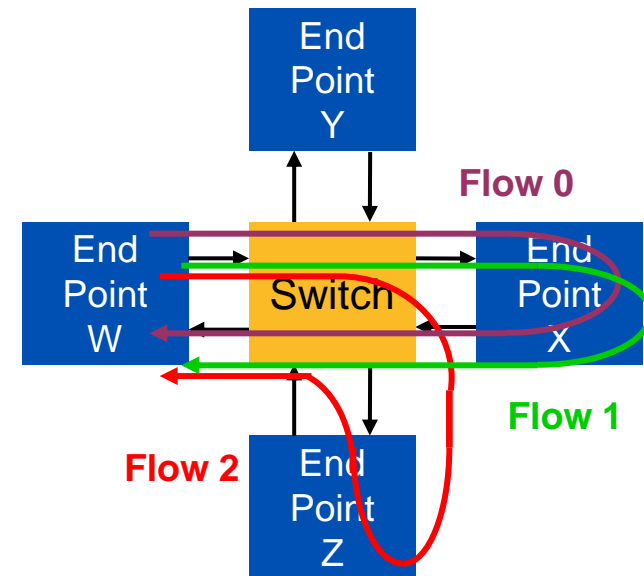 End
Point
Y
Flow 0
End
Point
W
Switch
End
Point
X
Flow 1
Flow 2
End
Point
Z